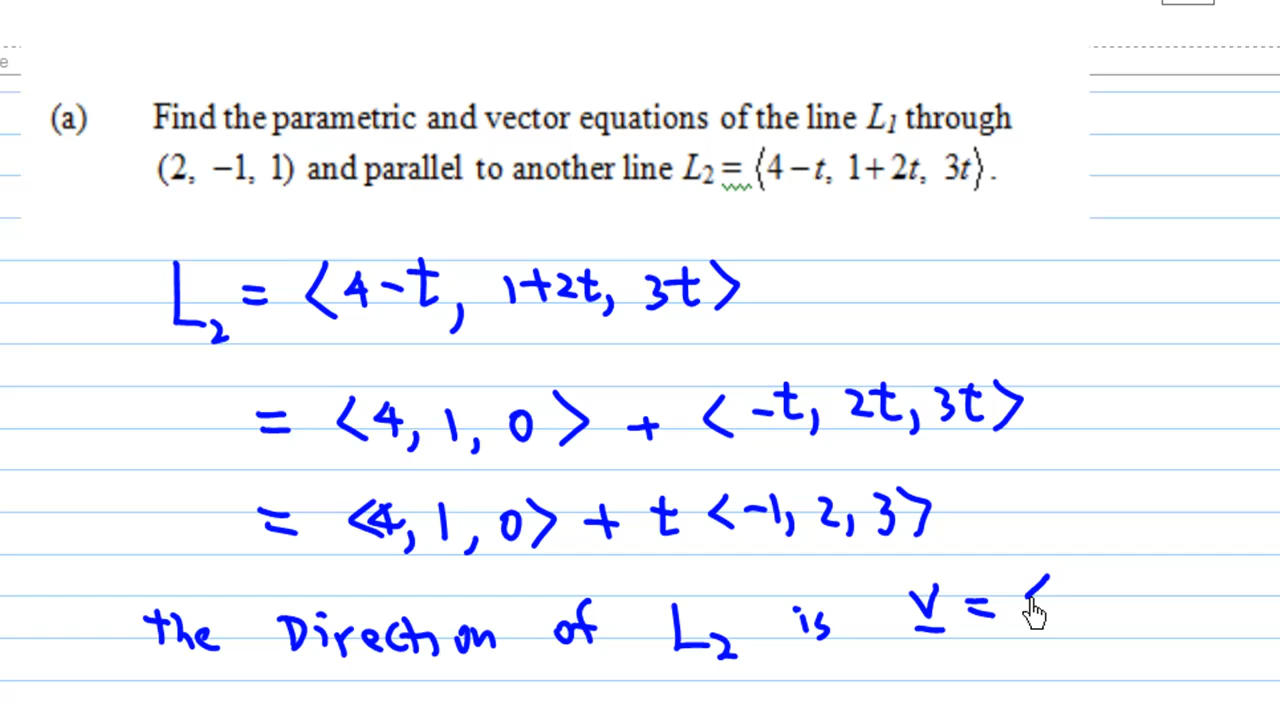 e
(a) Find the parametric and vector equations of the line L₁ through
(2, −1, 1) and parallel to another line L₂ = ⟨4 − t, 1 + 2t, 3t⟩.
L₂ = <4-t, 1+2t, 3t>
= <4, 1, 0> + <-t, 2t, 3t>
= <4, 1, 0> + t <-1, 2, 3>
the Direction of L₂ is v = <